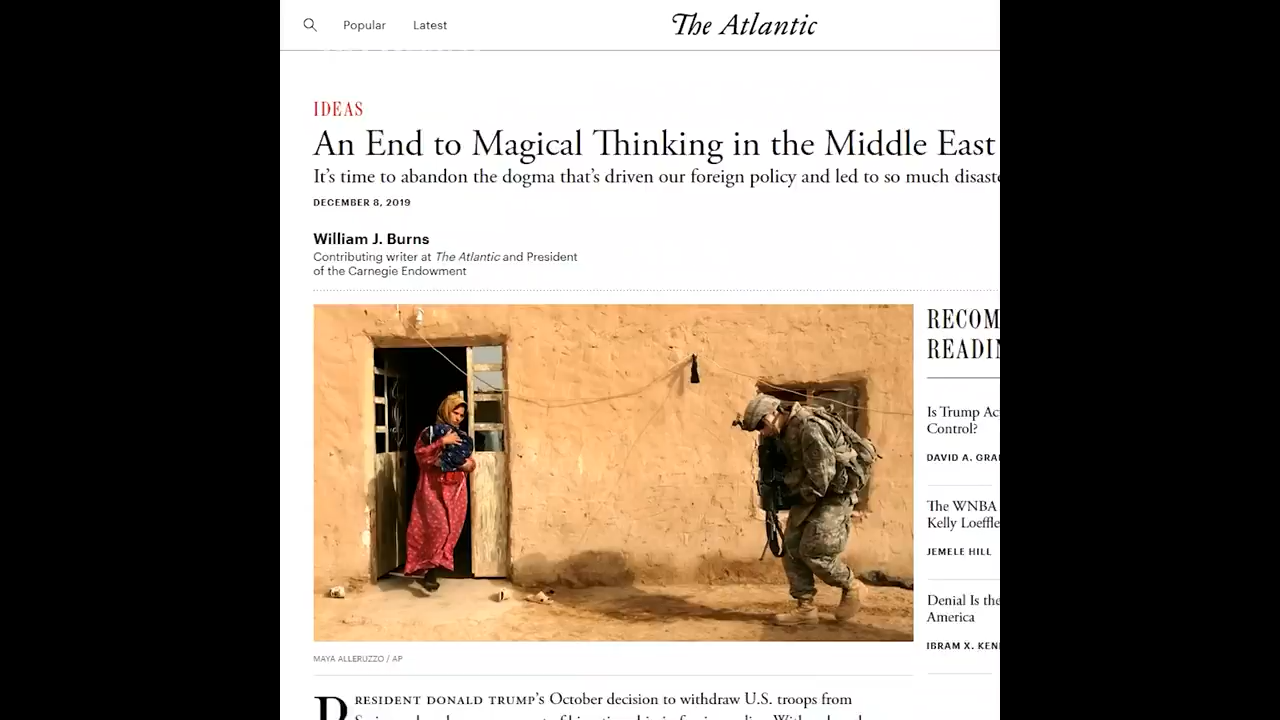 Popular Latest The Atlantic
IDEAS
An End to Magical Thinking in the Middle East
It's time to abandon the dogma that's driven our foreign policy and led to so much
DECEMBER 8, 2019
William J. Burns
Contributing writer at The Atlantic and President
of the Carnegie Endowment
RECOM
READIN
Is Trump Ac
Control?
DAVID A. GRA
The WNBA
Kelly Loeffle
JEMELE HILL
Denial Is the
America
IBRAM X. KEN
MAYA ALLERUZZO / AP
PRESIDENT DONALD TRUMP'S October decision to withdraw U.S. troops from